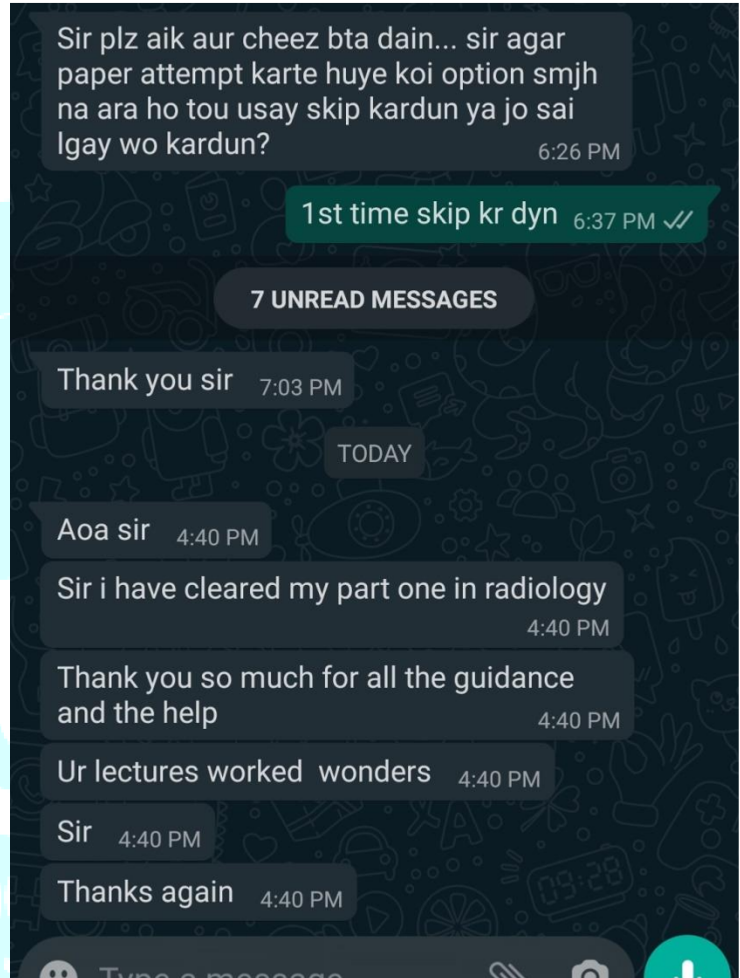 Sir plz aik aur cheez bta dain... sir agar
paper attempt karte huye koi option smjh
na ara ho tou usay skip kardun ya jo sai
lgay wo kardun?
6:26 PM
1st time skip kr dyn 6:37 PM
7 UNREAD MESSAGES
Thank you sir 7:03 PM
TODAY
Aoa sir 4:40 PM
Sir i have cleared my part one in radiology
4:40 PM
Thank you so much for all the guidance
and the help 4:40 PM
Ur lectures worked wonders 4:40 PM
Sir 4:40 PM
Thanks again 4:40 PM
Type a message